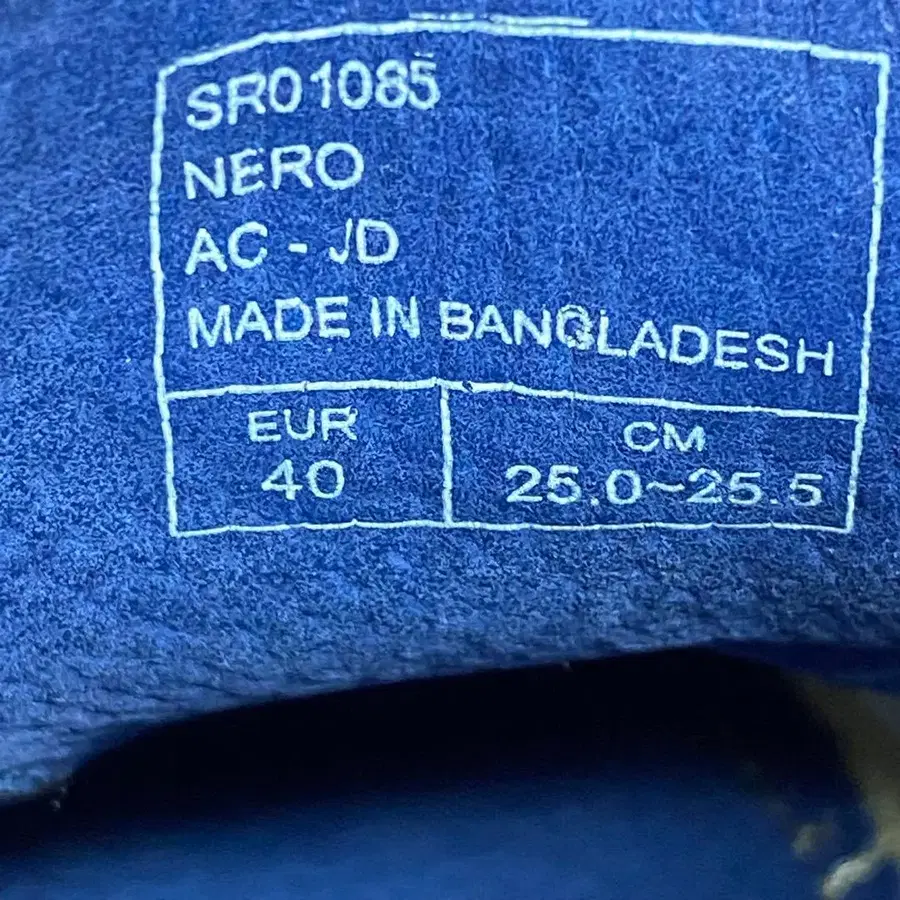 SR01085
NERO
AC - JD
MADE IN BANGLADESH
EUR
40
CM
25.0~25.5